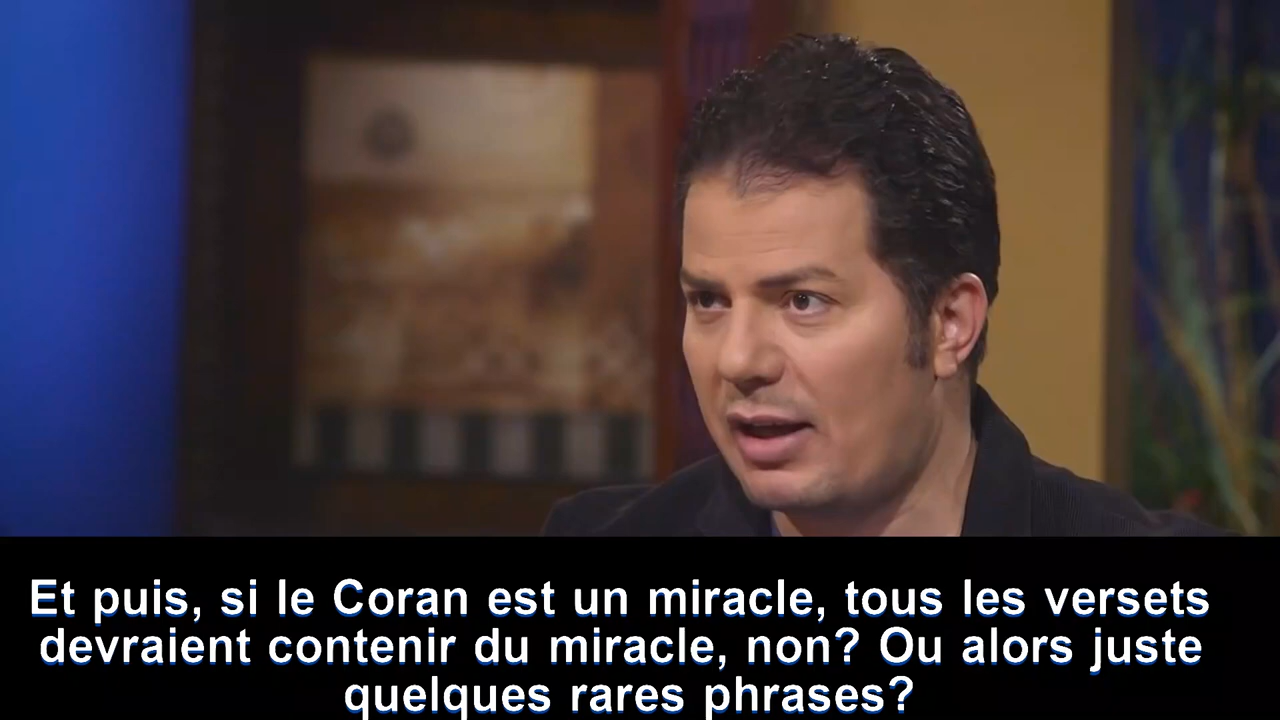 Et puis, si le Coran est un miracle, tous les versets
devraient contenir du miracle, non? Ou alors juste
quelques rares phrases?